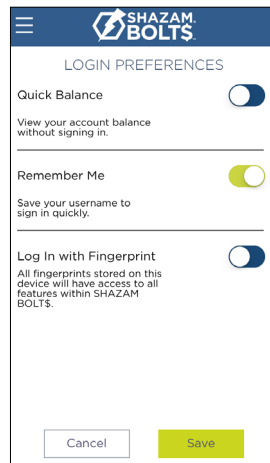 SHAZAM.
BOLT$.
LOGIN PREFERENCES
Quick Balance
View your account balance
without signing in.
Remember Me
Save your username to
sign in quickly.
Log In with Fingerprint
All fingerprints stored on this
device will have access to all
features within SHAZAM
BOLT$.
Cancel
Save